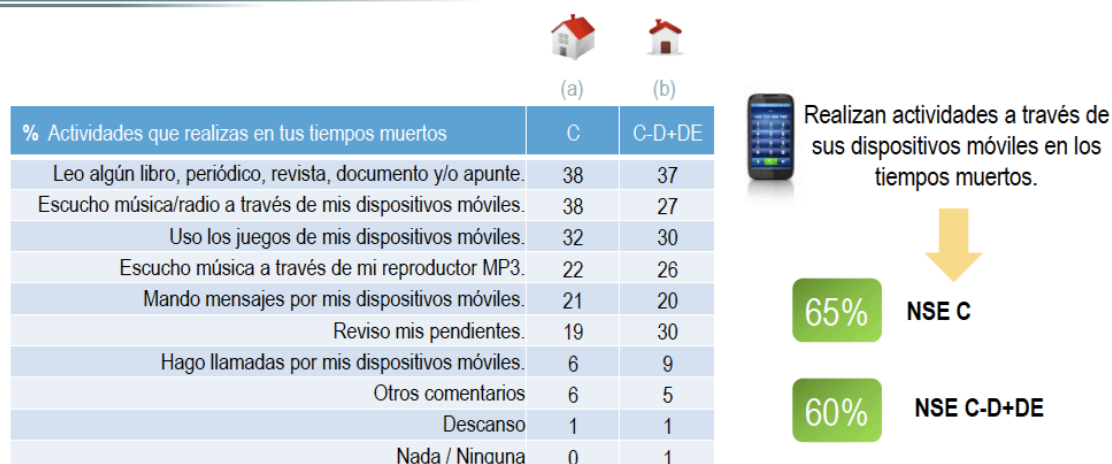 (a) (b)
% Actividades que realizas en tus tiempos muertos C C-D+DE
Leo algún libro, periódico, revista, documento y/o apunte. 38 37
Escucho música/radio a través de mis dispositivos móviles. 38 27
Uso los juegos de mis dispositivos móviles. 32 30
Escucho música a través de mi reproductor MP3. 22 26
Mando mensajes por mis dispositivos móviles. 21 20
Reviso mis pendientes. 19 30
Hago llamadas por mis dispositivos móviles. 6 9
Otros comentarios 6 5
Descanso 1 1
Nada / Ninguna 0 1
Realizan actividades a través de
sus dispositivos móviles en los
tiempos muertos.
65% NSE C
60% NSE C-D+DE